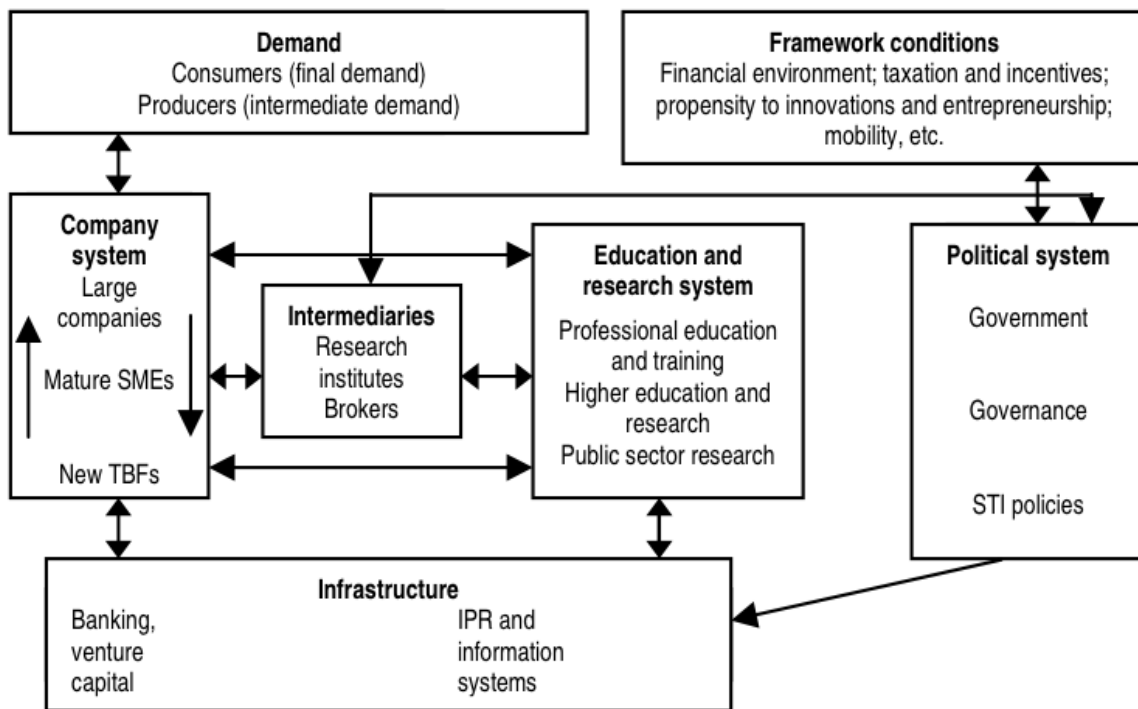 Demand
Consumers (final demand)
Producers (intermediate demand)
Framework conditions
Financial environment; taxation and incentives;
propensity to innovations and entrepreneurship;
mobility, etc.
Company
system
Large
companies
Mature SMEs
New TBFs
Intermediaries
Research
institutes
Brokers
Education and
research system
Professional education
and training
Higher education and
research
Public sector research
Political system
Government
Governance
STI policies
Infrastructure
Banking,
venture
capital
IPR and
information
systems